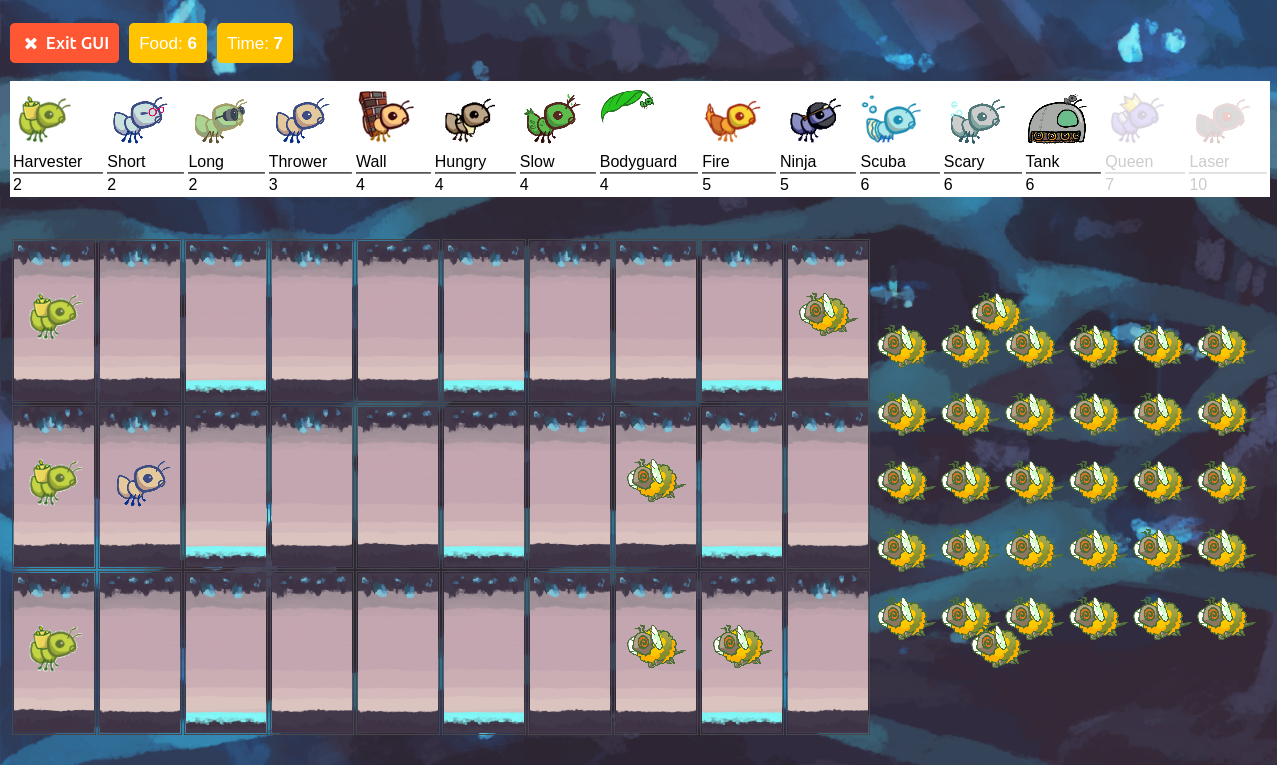 ✖ Exit GUI Food: 6 Time: 7
Harvester Short Long Thrower Wall Hungry Slow Bodyguard Fire Ninja Scuba Scary Tank Queen Laser
2 2 2 3 4 4 4 4 5 5 6 6 6 7 10